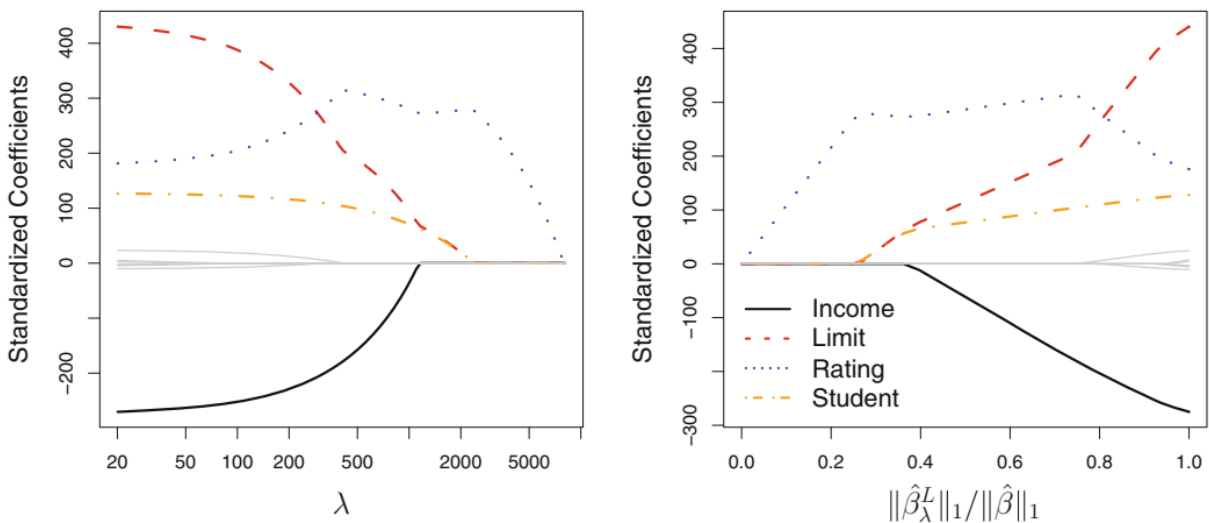 Standardized Coefficients
400
300
200
100
0
-200
20 50 100 200 500 2000 5000
λ
Standardized Coefficients
400
300
200
100
0
-100
-300
Income
Limit
Rating
Student
0.0 0.2 0.4 0.6 0.8 1.0
‖β̂λᴸ‖₁/‖β̂‖₁